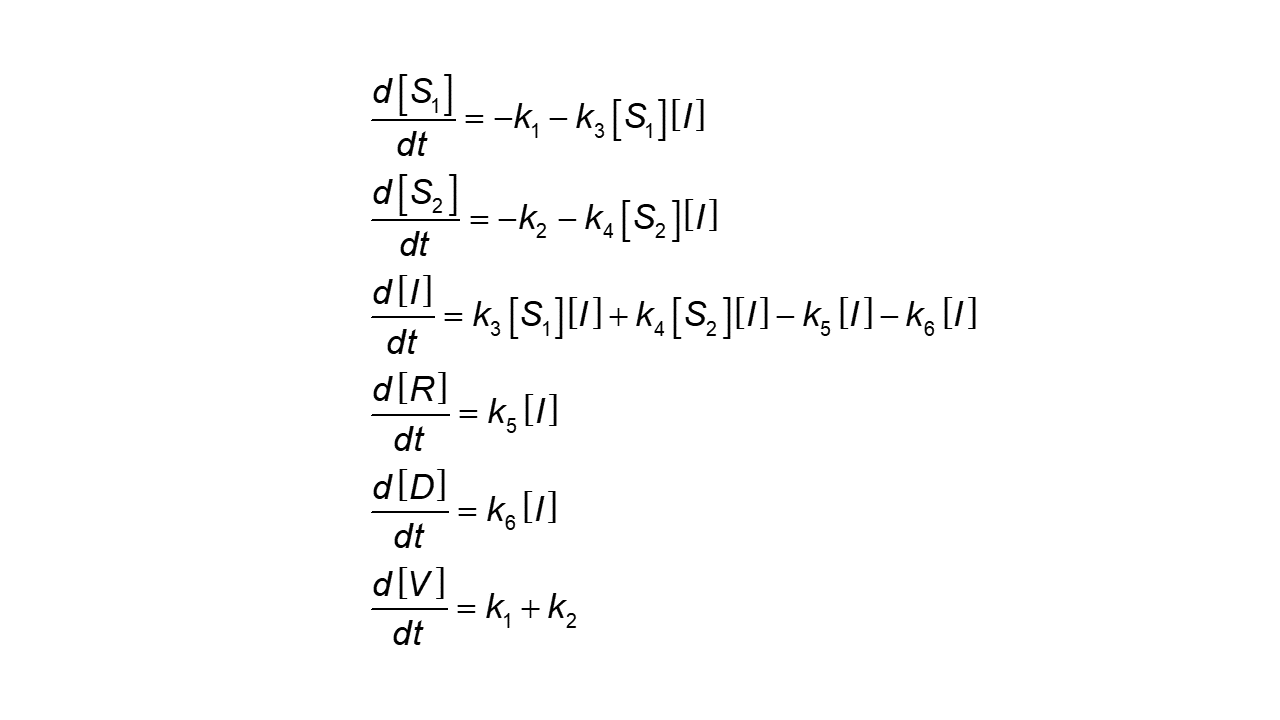 d[S₁]/dt = −k₁ − k₃[S₁][I]
d[S₂]/dt = −k₂ − k₄[S₂][I]
d[I]/dt = k₃[S₁][I] + k₄[S₂][I] − k₅[I] − k₆[I]
d[R]/dt = k₅[I]
d[D]/dt = k₆[I]
d[V]/dt = k₁ + k₂